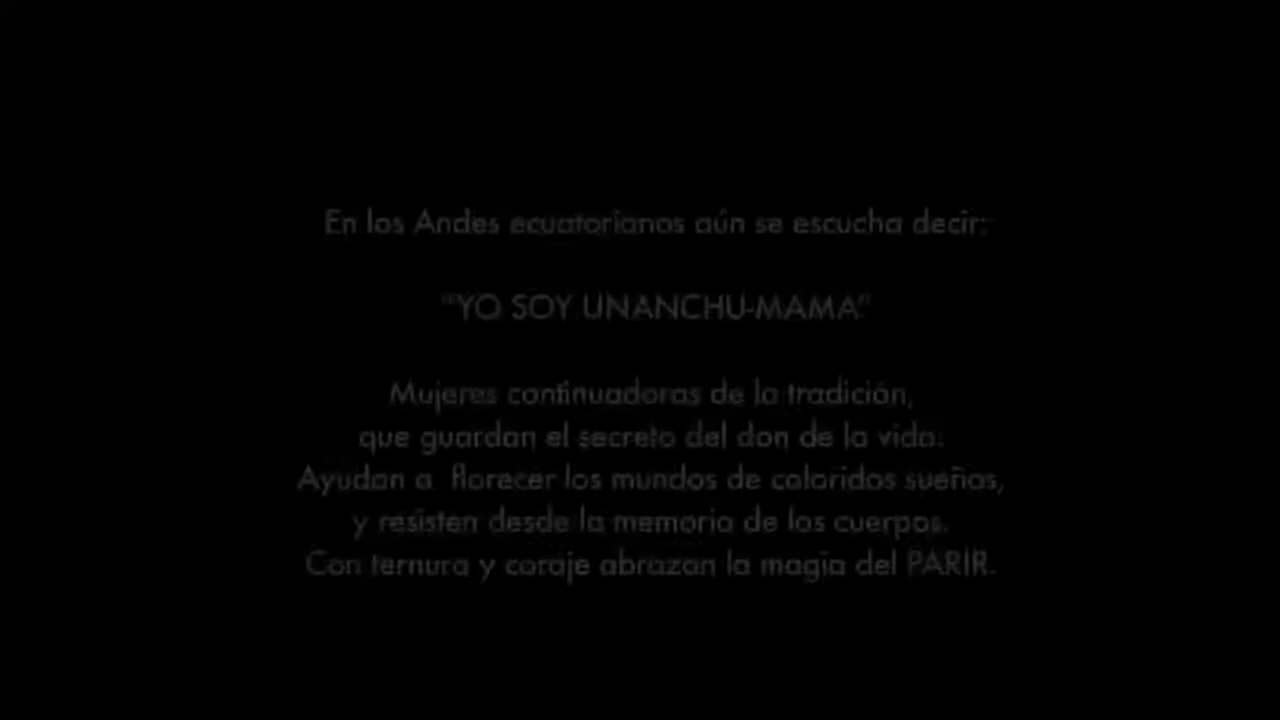 En los Andes ecuatorianos aún se escucha decir:
“YO SOY UNANCHU-MAMA”
Mujeres continuadoras de la tradición,
que guardan el secreto del don de la vida.
Ayudan a florecer los mundos de coloridos sueños,
y resisten desde la memoria de los cuerpos.
Con ternura y coraje abrazan la magia del PARIR.